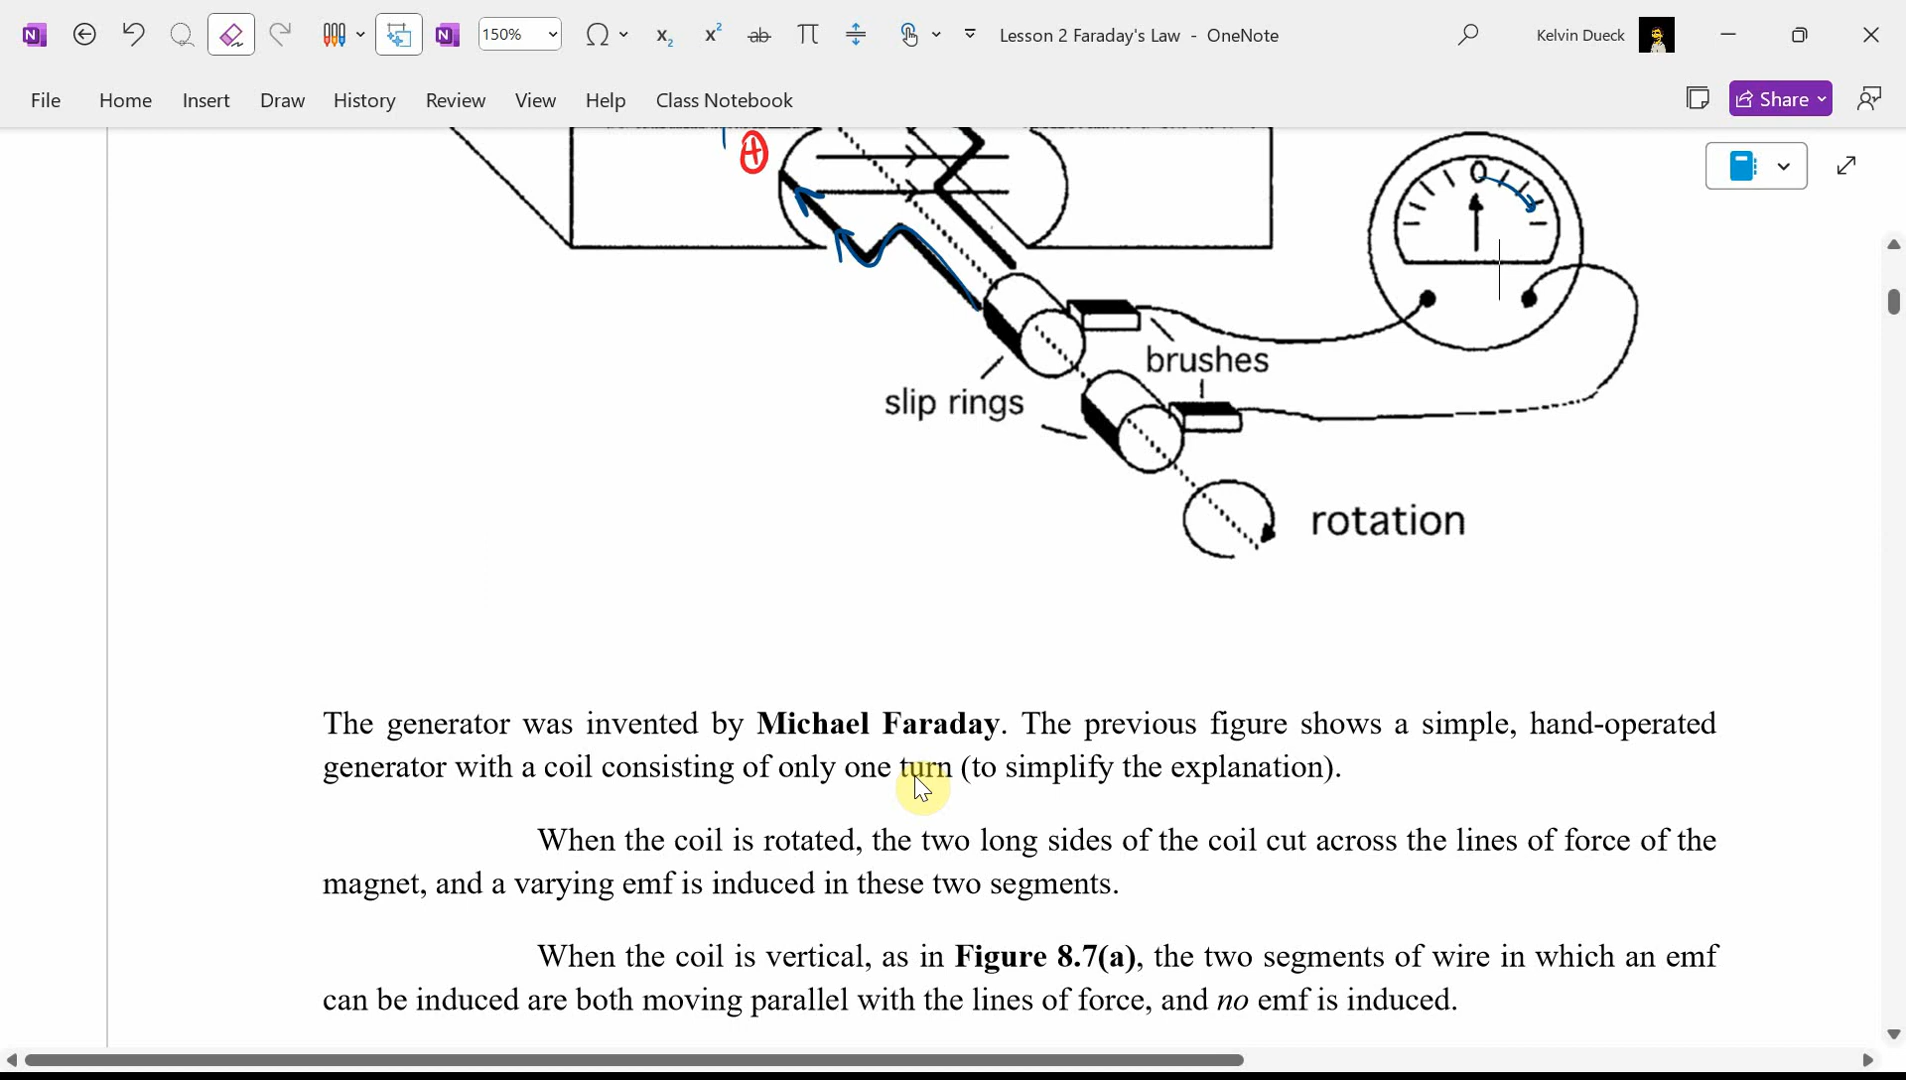 150%
Lesson 2 Faraday's Law - OneNote
Kelvin Dueck
File Home Insert Draw History Review View Help Class Notebook
Share
0
brushes
slip rings
rotation
The generator was invented by Michael Faraday. The previous figure shows a simple, hand-operated
generator with a coil consisting of only one turn (to simplify the explanation).
When the coil is rotated, the two long sides of the coil cut across the lines of force of the
magnet, and a varying emf is induced in these two segments.
When the coil is vertical, as in Figure 8.7(a), the two segments of wire in which an emf
can be induced are both moving parallel with the lines of force, and no emf is induced.